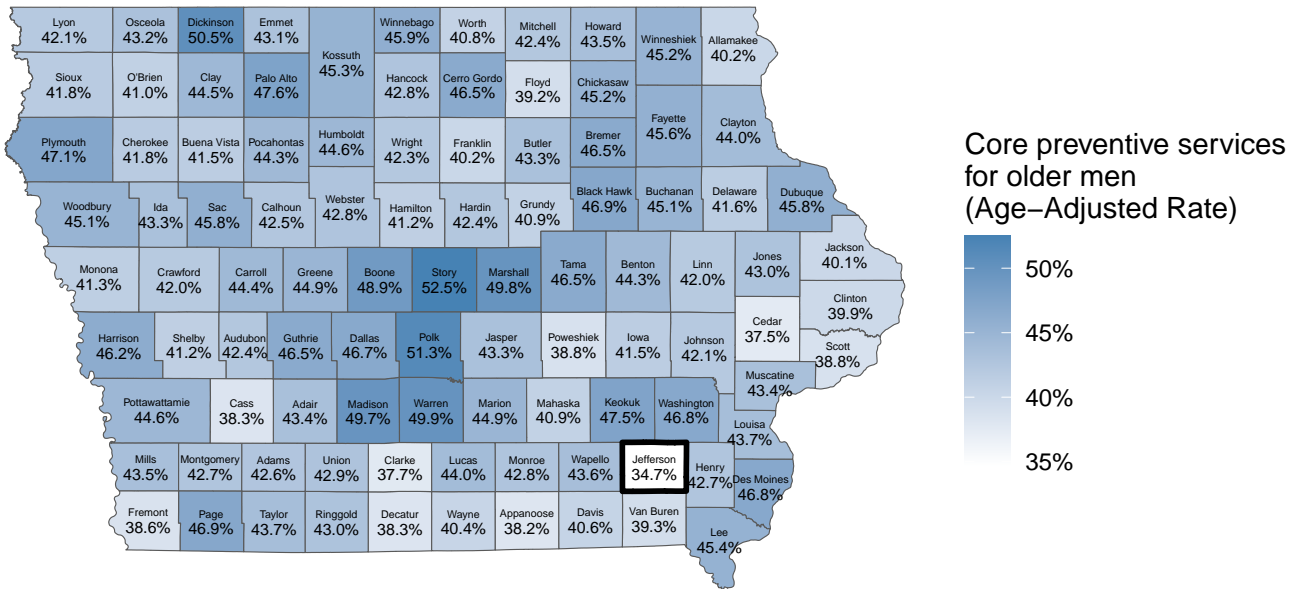 Lyon
42.1%
Osceola
43.2%
Dickinson
50.5%
Emmet
43.1%
Kossuth
45.3%
Winnebago
45.9%
Worth
40.8%
Mitchell
42.4%
Howard
43.5%
Winneshiek
45.2%
Allamakee
40.2%
Sioux
41.8%
O'Brien
41.0%
Clay
44.5%
Palo Alto
47.6%
Hancock
42.8%
Cerro Gordo
46.5%
Floyd
39.2%
Chickasaw
45.2%
Fayette
45.6%
Clayton
44.0%
Plymouth
47.1%
Cherokee
41.8%
Buena Vista
41.5%
Pocahontas
44.3%
Humboldt
44.6%
Wright
42.3%
Franklin
40.2%
Butler
43.3%
Bremer
46.5%
Woodbury
45.1%
Ida
43.3%
Sac
45.8%
Calhoun
42.5%
Webster
42.8%
Hamilton
41.2%
Hardin
42.4%
Grundy
40.9%
Black Hawk
46.9%
Buchanan
45.1%
Delaware
41.6%
Dubuque
45.8%
Monona
41.3%
Crawford
42.0%
Carroll
44.4%
Greene
44.9%
Boone
48.9%
Story
52.5%
Marshall
49.8%
Tama
46.5%
Benton
44.3%
Linn
42.0%
Jones
43.0%
Jackson
40.1%
Clinton
39.9%
Harrison
46.2%
Shelby
41.2%
Audubon
42.4%
Guthrie
46.5%
Dallas
46.7%
Polk
51.3%
Jasper
43.3%
Poweshiek
38.8%
Iowa
41.5%
Johnson
42.1%
Cedar
37.5%
Scott
38.8%
Muscatine
43.4%
Pottawattamie
44.6%
Cass
38.3%
Adair
43.4%
Madison
49.7%
Warren
49.9%
Marion
44.9%
Mahaska
40.9%
Keokuk
47.5%
Washington
46.8%
Louisa
43.7%
Mills
43.5%
Montgomery
42.7%
Adams
42.6%
Union
42.9%
Clarke
37.7%
Lucas
44.0%
Monroe
42.8%
Wapello
43.6%
Jefferson
34.7%
Henry
42.7%
Des Moines
46.8%
Fremont
38.6%
Page
46.9%
Taylor
43.7%
Ringgold
43.0%
Decatur
38.3%
Wayne
40.4%
Appanoose
38.2%
Davis
40.6%
Van Buren
39.3%
Lee
45.4%
Core preventive services
for older men
(Age−Adjusted Rate)
50%
45%
40%
35%